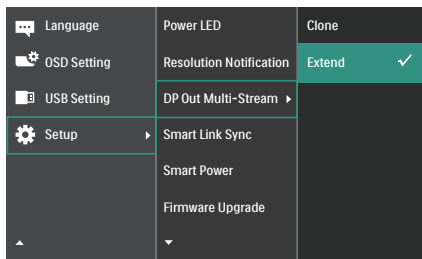 Language
OSD Setting
USB Setting
Setup
Power LED
Resolution Notification
DP Out Multi-Stream
Smart Link Sync
Smart Power
Firmware Upgrade
Clone
Extend